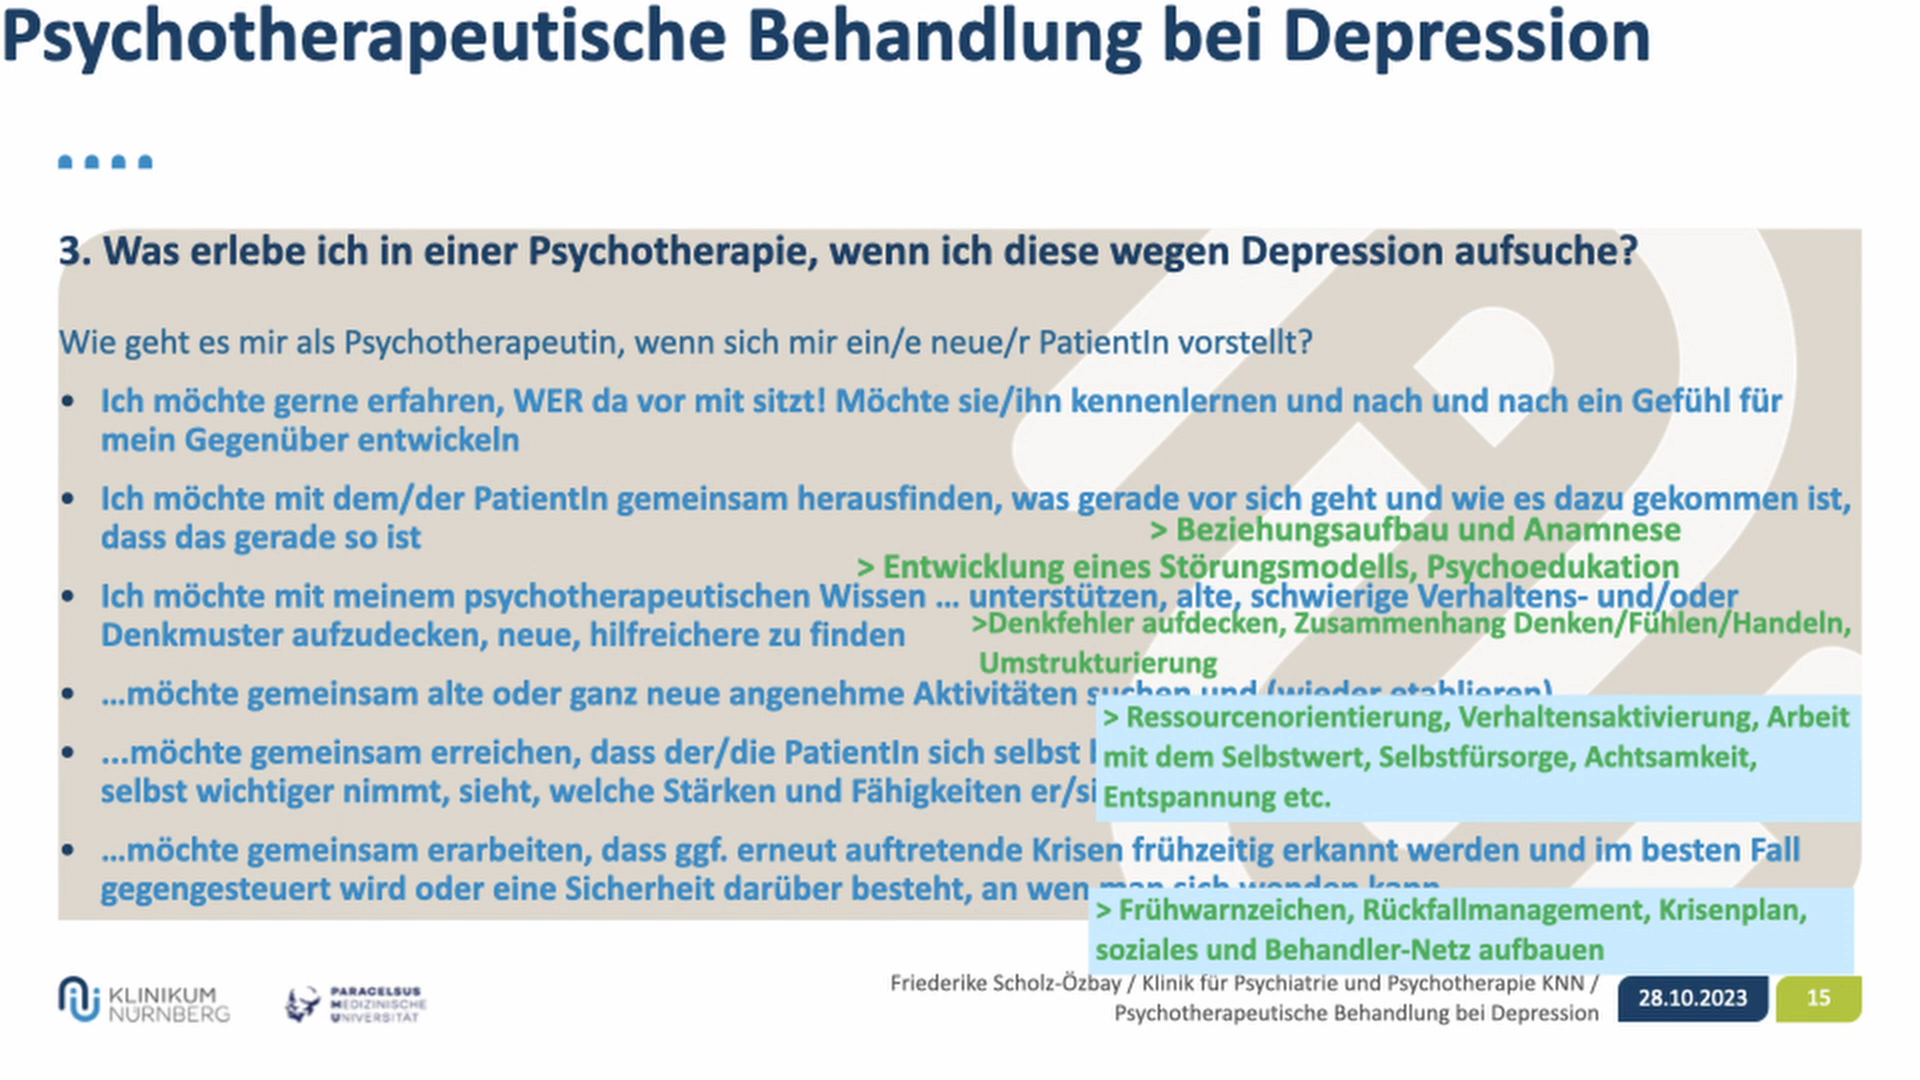 Psychotherapeutische Behandlung bei Depression
3. Was erlebe ich in einer Psychotherapie, wenn ich diese wegen Depression aufsuche?
Wie geht es mir als Psychotherapeutin, wenn sich mir ein/e neue/r PatientIn vorstellt?
• Ich möchte gerne erfahren, WER da vor mit sitzt! Möchte sie/ihn kennenlernen und nach und nach ein Gefühl für
mein Gegenüber entwickeln
• Ich möchte mit dem/der PatientIn gemeinsam herausfinden, was gerade vor sich geht und wie es dazu gekommen ist,
dass das gerade so ist
> Beziehungsaufbau und Anamnese
> Entwicklung eines Störungsmodells, Psychoedukation
• Ich möchte mit meinem psychotherapeutischen Wissen … unterstützen, alte, schwierige Verhaltens- und/oder
Denkmuster aufzudecken, neue, hilfreichere zu finden
>Denkfehler aufdecken, Zusammenhang Denken/Fühlen/Handeln,
Umstrukturierung
• …möchte gemeinsam alte oder ganz neue angenehme Aktivitäten suchen und (wieder etablieren)
• …möchte gemeinsam erreichen, dass der/die PatientIn sich selbst
selbst wichtiger nimmt, sieht, welche Stärken und Fähigkeiten
> Ressourcenorientierung, Verhaltensaktivierung, Arbeit
mit dem Selbstwert, Selbstfürsorge, Achtsamkeit,
Entspannung etc.
• …möchte gemeinsam erarbeiten, dass ggf. erneut auftretende Krisen frühzeitig erkannt werden und im besten Fall
gegengesteuert wird oder eine Sicherheit darüber besteht, an wen man sich wenden kann
> Frühwarnzeichen, Rückfallmanagement, Krisenplan,
soziales und Behandler-Netz aufbauen
KLINIKUM
NÜRNBERG
PARACELSUS
MEDIZINISCHE
UNIVERSITÄT
Friederike Scholz-Özbay / Klinik für Psychiatrie und Psychotherapie KNN /
Psychotherapeutische Behandlung bei Depression
28.10.2023
15